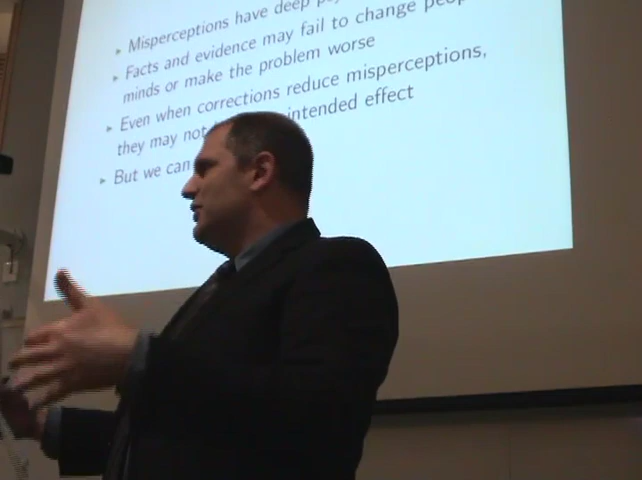 Misperceptions have deep
Facts and evidence may fail to change
minds or make the problem worse
Even when corrections reduce misperceptions,
they may not intended effect
But we can